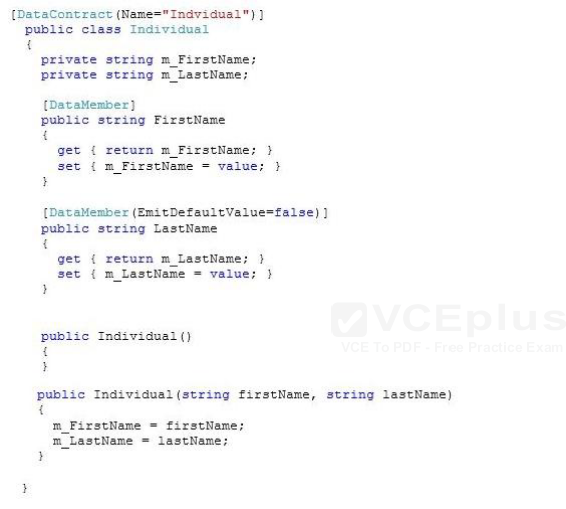 [DataContract(Name="Indvidual")]
public class Individual
{
private string m_FirstName;
private string m_LastName;
[DataMember]
public string FirstName
{
get { return m_FirstName; }
set { m_FirstName = value; }
}
[DataMember(EmitDefaultValue=false)]
public string LastName
{
get { return m_LastName; }
set { m_LastName = value; }
}
VCEplus
VCE To PDF - Free Practice Exam
public Individual()
{
}
public Individual(string firstName, string lastName)
{
m_FirstName = firstName;
m_LastName = lastName;
}
}